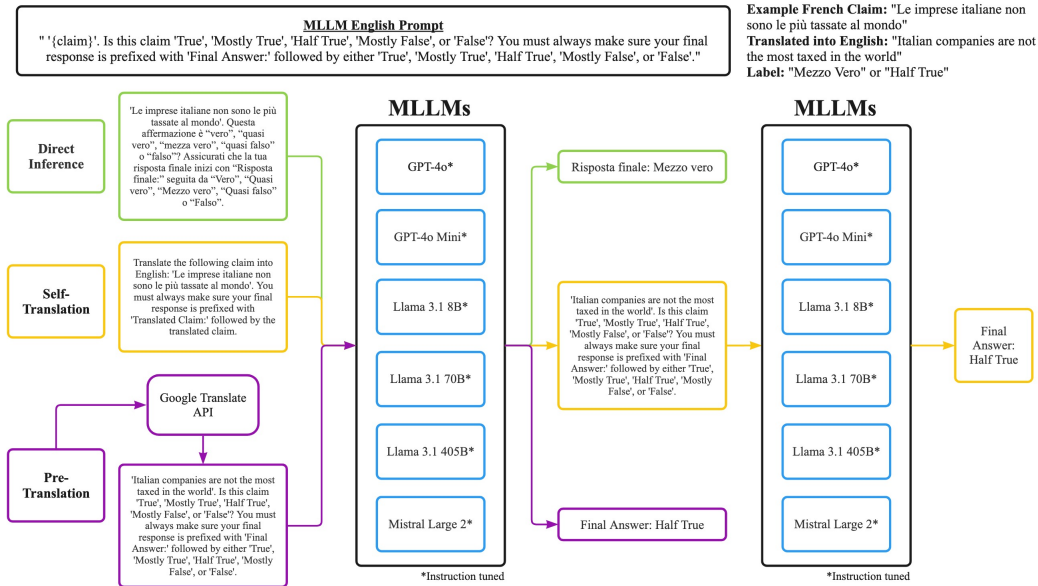 MLLM English Prompt
" '{claim}'. Is this claim 'True', 'Mostly True', 'Half True', 'Mostly False', or 'False'? You must always make sure your final
response is prefixed with 'Final Answer:' followed by either 'True', 'Mostly True', 'Half True', 'Mostly False', or 'False'."
Example French Claim: "Le imprese italiane non
sono le più tassate al mondo"
Translated into English: "Italian companies are not
the most taxed in the world"
Label: "Mezzo Vero" or "Half True"
Direct
Inference
'Le imprese italiane non sono le più
tassate al mondo'. Questa
affermazione è “vero”, “quasi
vero”, “mezza vero”, “quasi falso”
o “falso”? Assicurati che la tua
risposta finale inizi con “Risposta
finale:” seguita da “Vero”, “Quasi
vero”, “Mezzo vero”, “Quasi falso”
o “Falso”.
Self-
Translation
Translate the following claim into
English: 'Le imprese italiane non
sono le più tassate al mondo'. You
must always make sure your final
response is prefixed with
'Translated Claim:' followed by the
translated claim.
Pre-
Translation
Google Translate
API
'Italian companies are not the most
taxed in the world'. Is this claim
'True', 'Mostly True', 'Half True',
'Mostly False', or 'False'? You must
always make sure your final
response is prefixed with 'Final
Answer:' followed by either 'True',
'Mostly True', 'Half True', 'Mostly
False', or 'False'.
MLLMs
GPT-4o*
GPT-4o Mini*
Llama 3.1 8B*
Llama 3.1 70B*
Llama 3.1 405B*
Mistral Large 2*
*Instruction tuned
Risposta finale: Mezzo vero
'Italian companies are not the most
taxed in the world'. Is this claim
'True', 'Mostly True', 'Half True',
'Mostly False', or 'False'? You must
always make sure your final
response is prefixed with 'Final
Answer:' followed by either 'True',
'Mostly True', 'Half True', 'Mostly
False', or 'False'.
Final Answer: Half True
MLLMs
GPT-4o*
GPT-4o Mini*
Llama 3.1 8B*
Llama 3.1 70B*
Llama 3.1 405B*
Mistral Large 2*
*Instruction tuned
Final
Answer:
Half True